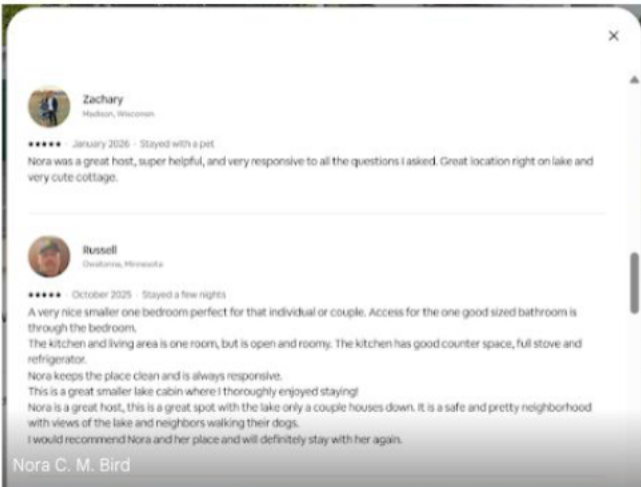 Zachary
Madison, Wisconsin
★★★★★ · January 2026 · Stayed with a pet
Nora was a great host, super helpful, and very responsive to all the questions I asked. Great location right on lake and
very cute cottage.
Russell
Owatonna, Minnesota
★★★★★ · October 2025 · Stayed a few nights
A very nice smaller one bedroom perfect for that individual or couple. Access for the one good sized bathroom is
through the bedroom.
The kitchen and living area is one room, but is open and roomy. The kitchen has good counter space, full stove and
refrigerator.
Nora keeps the place clean and is always responsive.
This is a great smaller lake cabin where I thoroughly enjoyed staying!
Nora is a great host, this is a great spot with the lake only a couple houses down. It is a safe and pretty neighborhood
with views of the lake and neighbors walking their dogs.
I would recommend Nora and her place and will definitely stay with her again.
Nora C. M. Bird